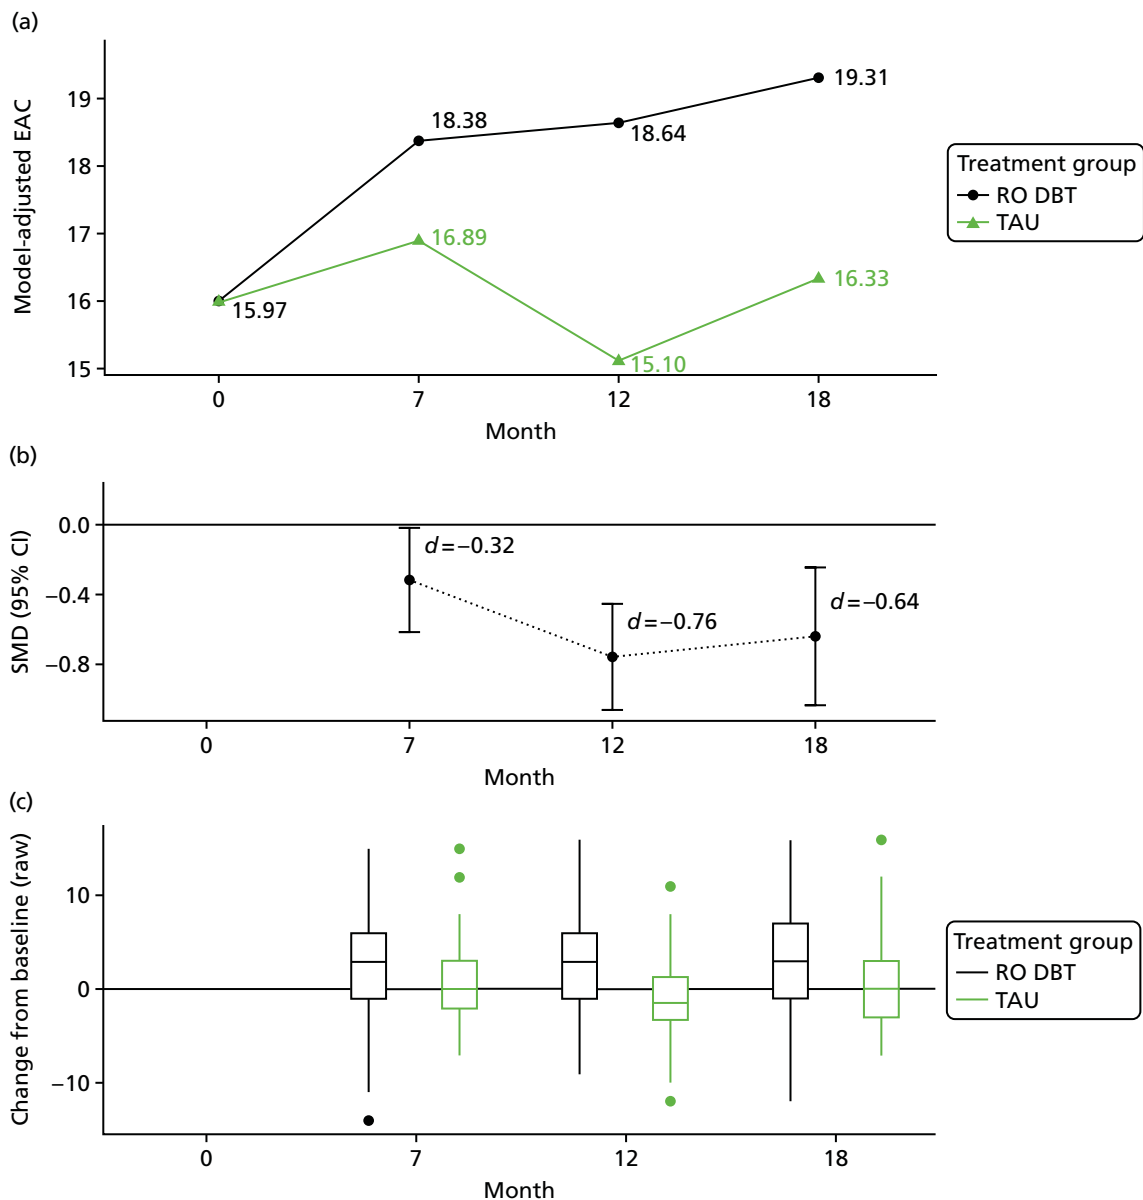 (a)
Model-adjusted EAC
19
18
17
16
15
15.97
18.38
18.64
19.31
16.89
15.10
16.33
0
7
12
18
Month
Treatment group
RO DBT
TAU
(b)
SMD (95% CI)
0.0
−0.4
−0.8
d=−0.32
d=−0.76
d=−0.64
0
7
12
18
Month
(c)
Change from baseline (raw)
10
0
−10
0
7
12
18
Month
Treatment group
RO DBT
TAU